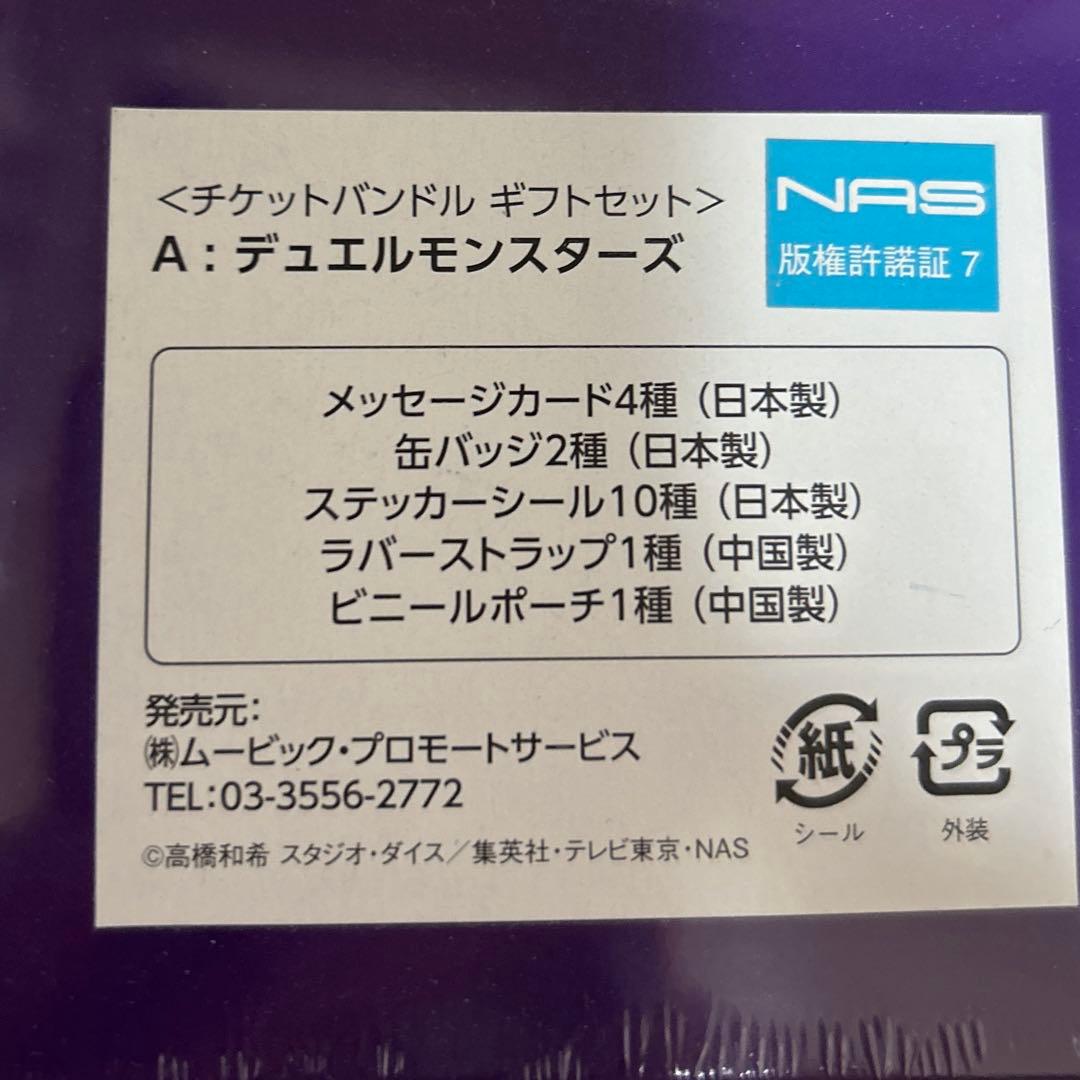 ＜チケットバンドル ギフトセット＞
A：デュエルモンスターズ
NAS
版権許諾証 7
メッセージカード4種（日本製）
缶バッジ2種（日本製）
ステッカーシール10種（日本製）
ラバーストラップ1種（中国製）
ビニールポーチ1種（中国製）
発売元：
㈱ムービック・プロモートサービス
TEL：03-3556-2772
紙
シール
プラ
外装
©高橋和希 スタジオ・ダイス／集英社・テレビ東京・NAS